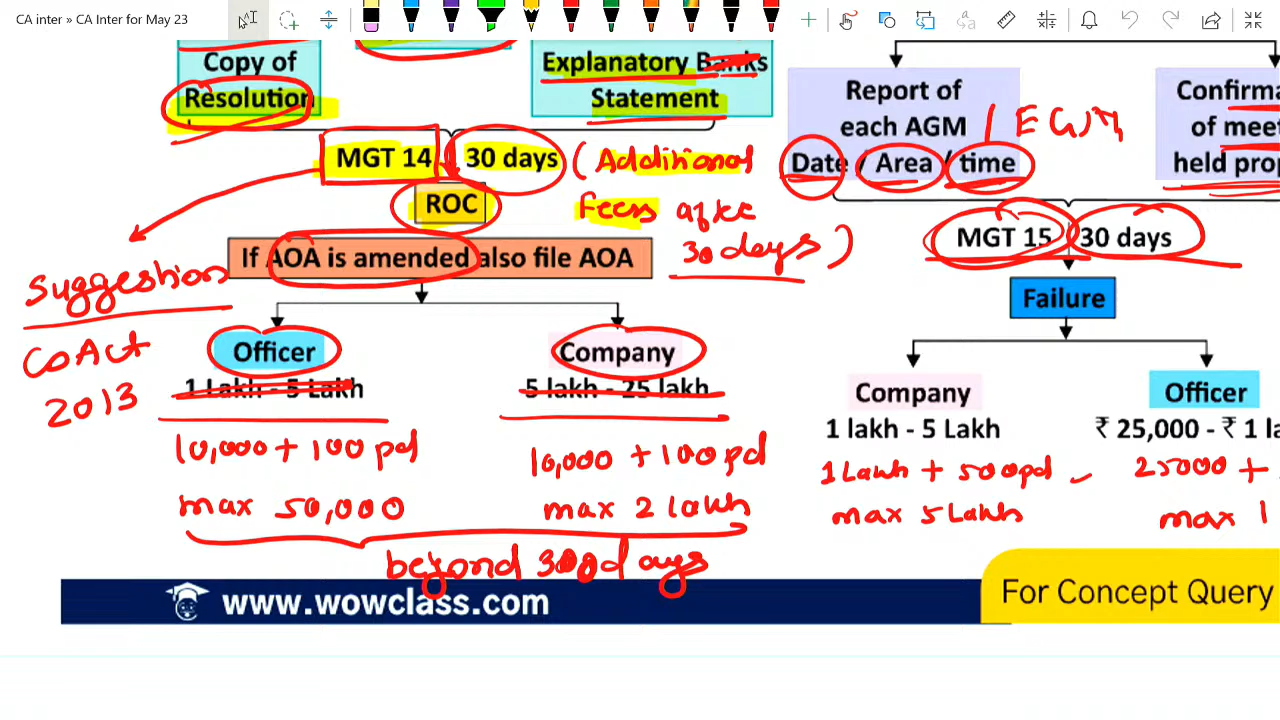 CA inter » CA Inter for May 23
Copy of
Resolution
Explanatory Banks
Statement
MGT 14
30 days
(Additional
Fees after
30 days)
ROC
If AOA is amended also file AOA
Suggestion
CoAct
2013
Officer
1 Lakh - 5 Lakh
10,000 + 100 pd
max 50,000
Company
5 lakh - 25 lakh
10,000 + 100 pd
max 2 lakh
beyond 300 days
Report of
each AGM / EGM
Date / Area / time
Confirma
of meet
held prop
MGT 15
30 days
Failure
Company
1 lakh - 5 Lakh
1 Lakh + 500 pd
max 5 Lakh
Officer
₹ 25,000 - ₹ 1 la
25000 +
max 1
www.wowclass.com
For Concept Query